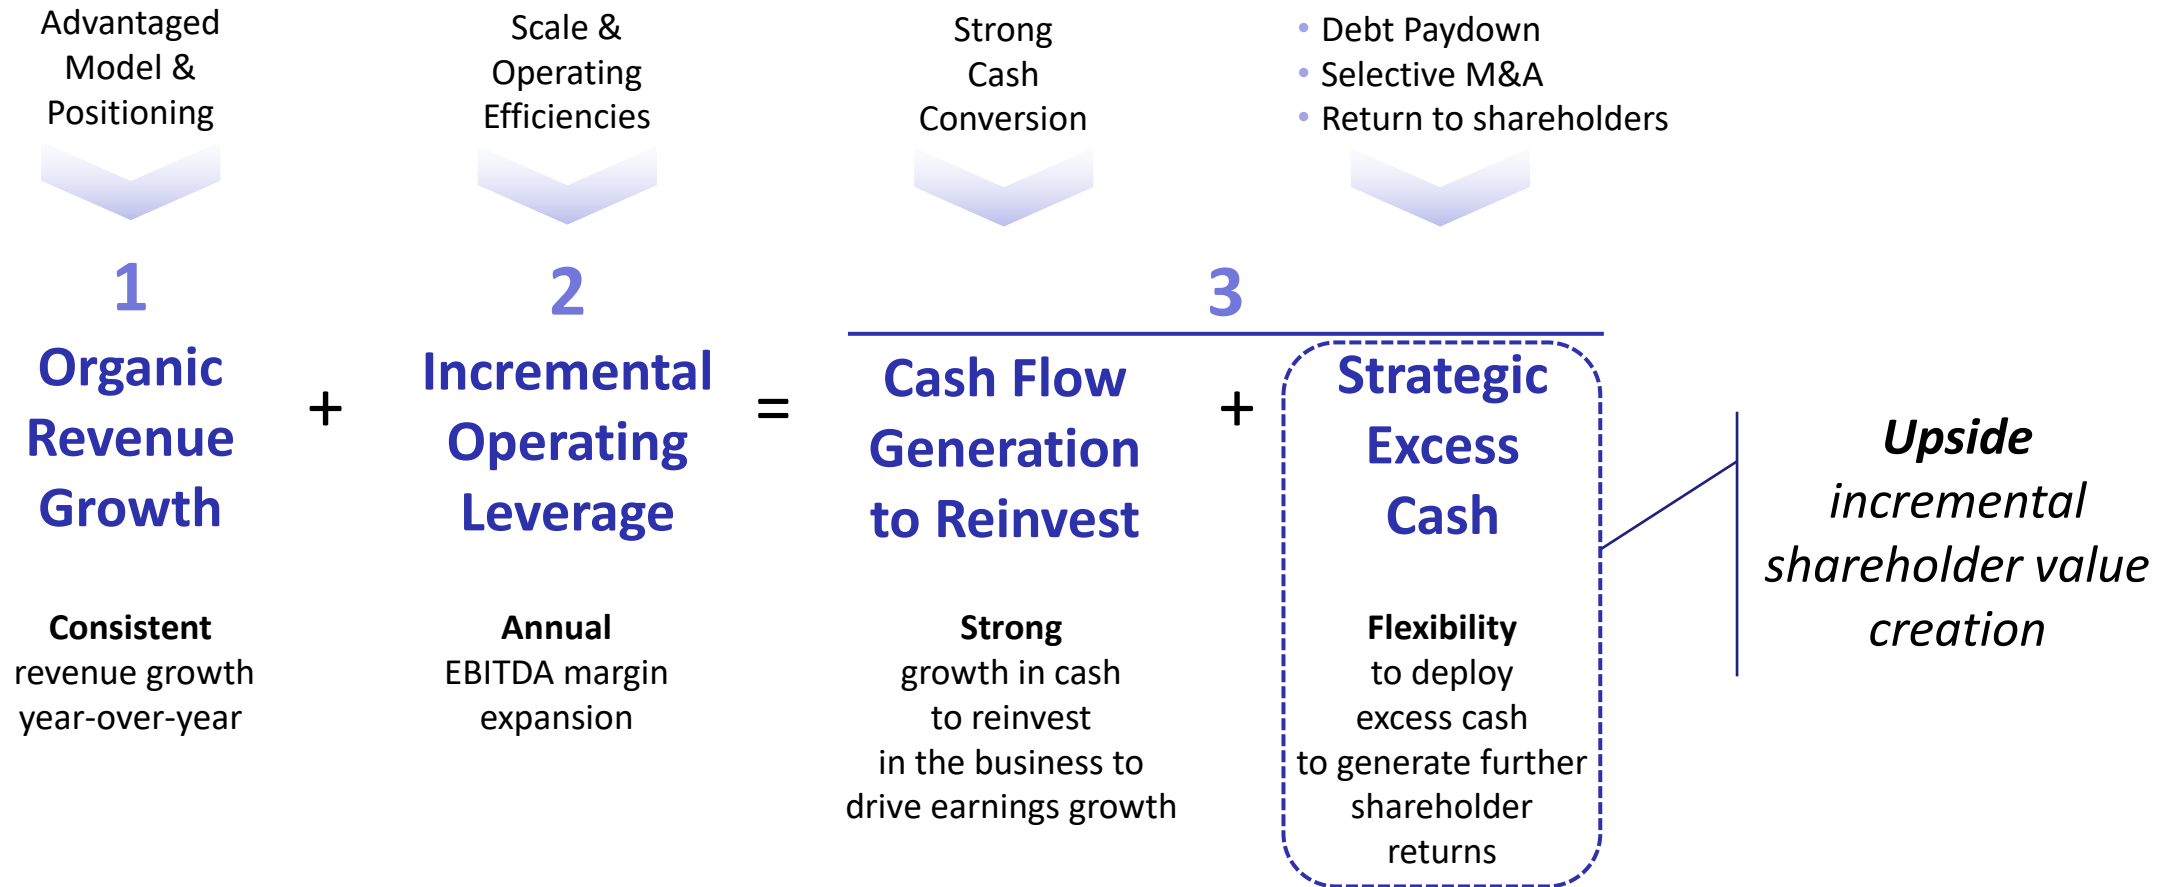 Advantaged
Model &
Positioning
Scale &
Operating
Efficiencies
Strong
Cash
Conversion
• Debt Paydown
• Selective M&A
• Return to shareholders
1
Organic
Revenue
Growth
Consistent
revenue growth
year-over-year
+
2
Incremental
Operating
Leverage
Annual
EBITDA margin
expansion
=
3
Cash Flow
Generation
to Reinvest
Strong
growth in cash
to reinvest
in the business to
drive earnings growth
+
Strategic
Excess
Cash
Flexibility
to deploy
excess cash
to generate further
shareholder
returns
Upside
incremental
shareholder value
creation